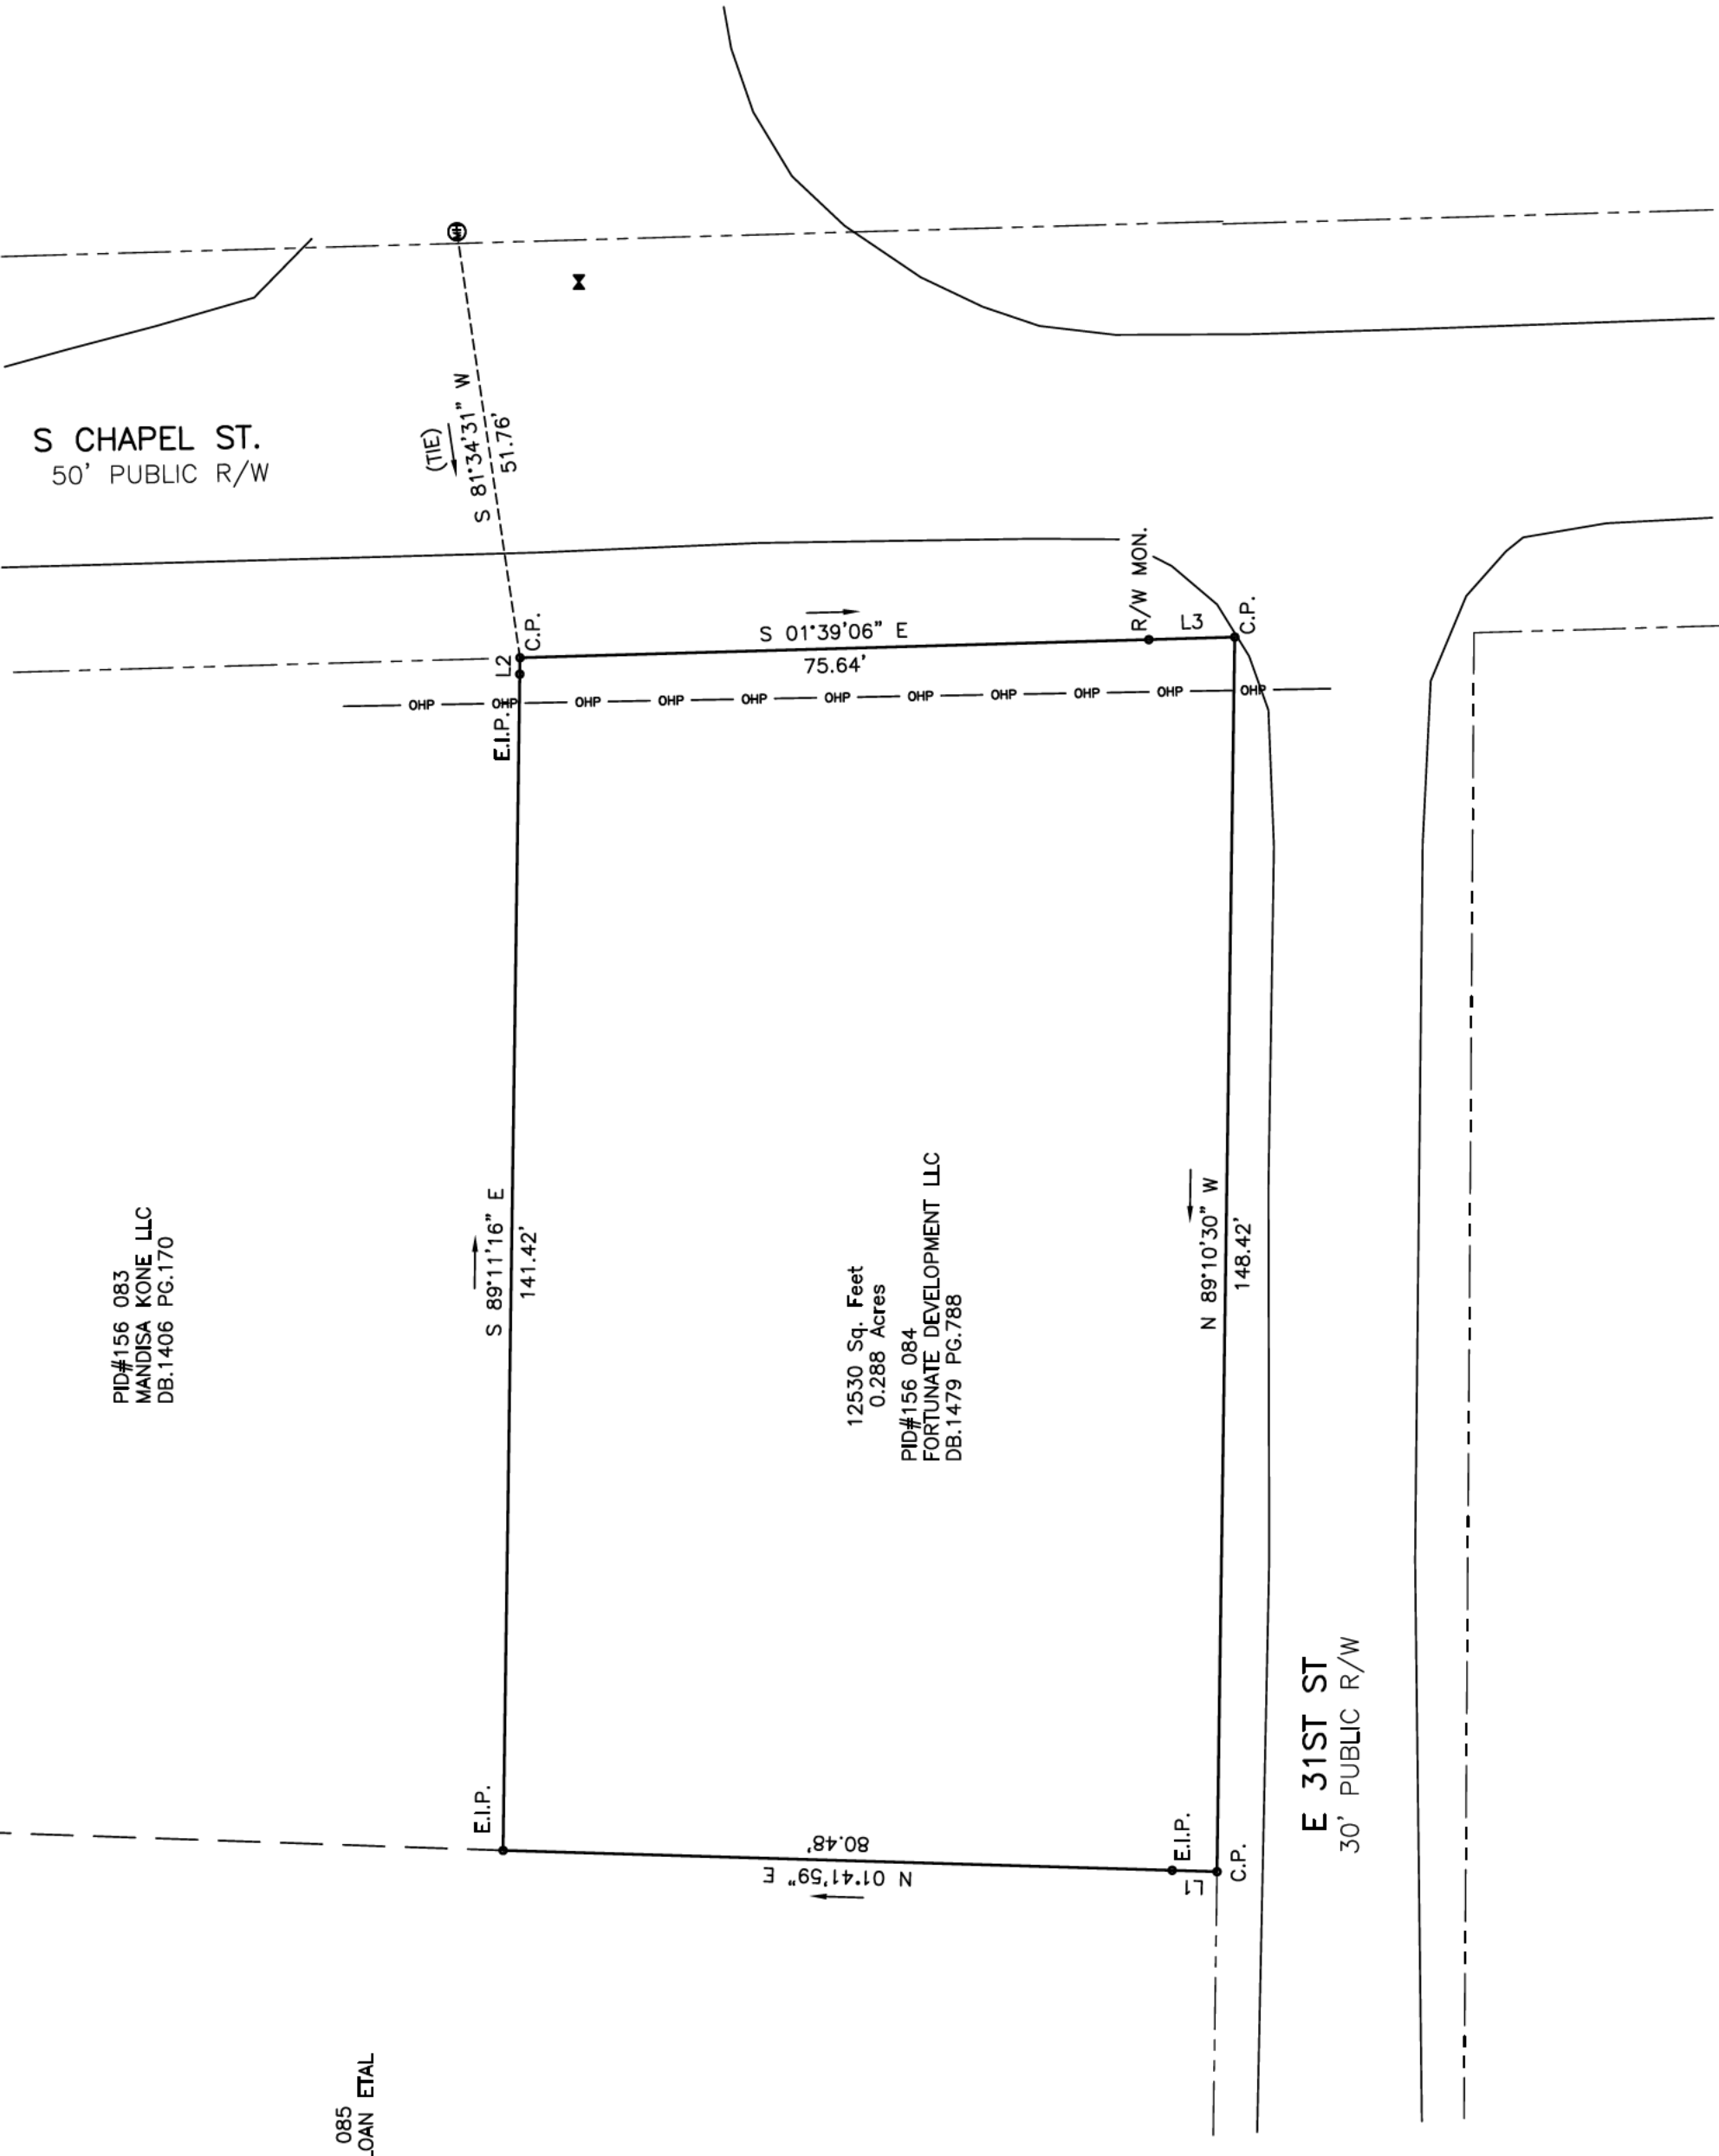 S CHAPEL ST.
50' PUBLIC R/W
(TIE)
S 81°34'31" W
51.76'
R/W MON.
L3
C.P.
C.P.
L2
S 01°39'06" E
75.64'
OHP OHP OHP OHP OHP OHP OHP OHP OHP OHP OHP
E.I.P.
PID#156 083
MANDISA KONE LLC
DB.1406 PG.170
S 89°11'16" E
141.42'
12530 Sq. Feet
0.288 Acres
PID#156 084
FORTUNATE DEVELOPMENT LLC
DB.1479 PG.788
N 89°10'30" W
148.42'
E 31ST ST
30' PUBLIC R/W
E.I.P.
80.48'
N 01°41'59" E
E.I.P.
L1
C.P.
085
LOAN ETAL